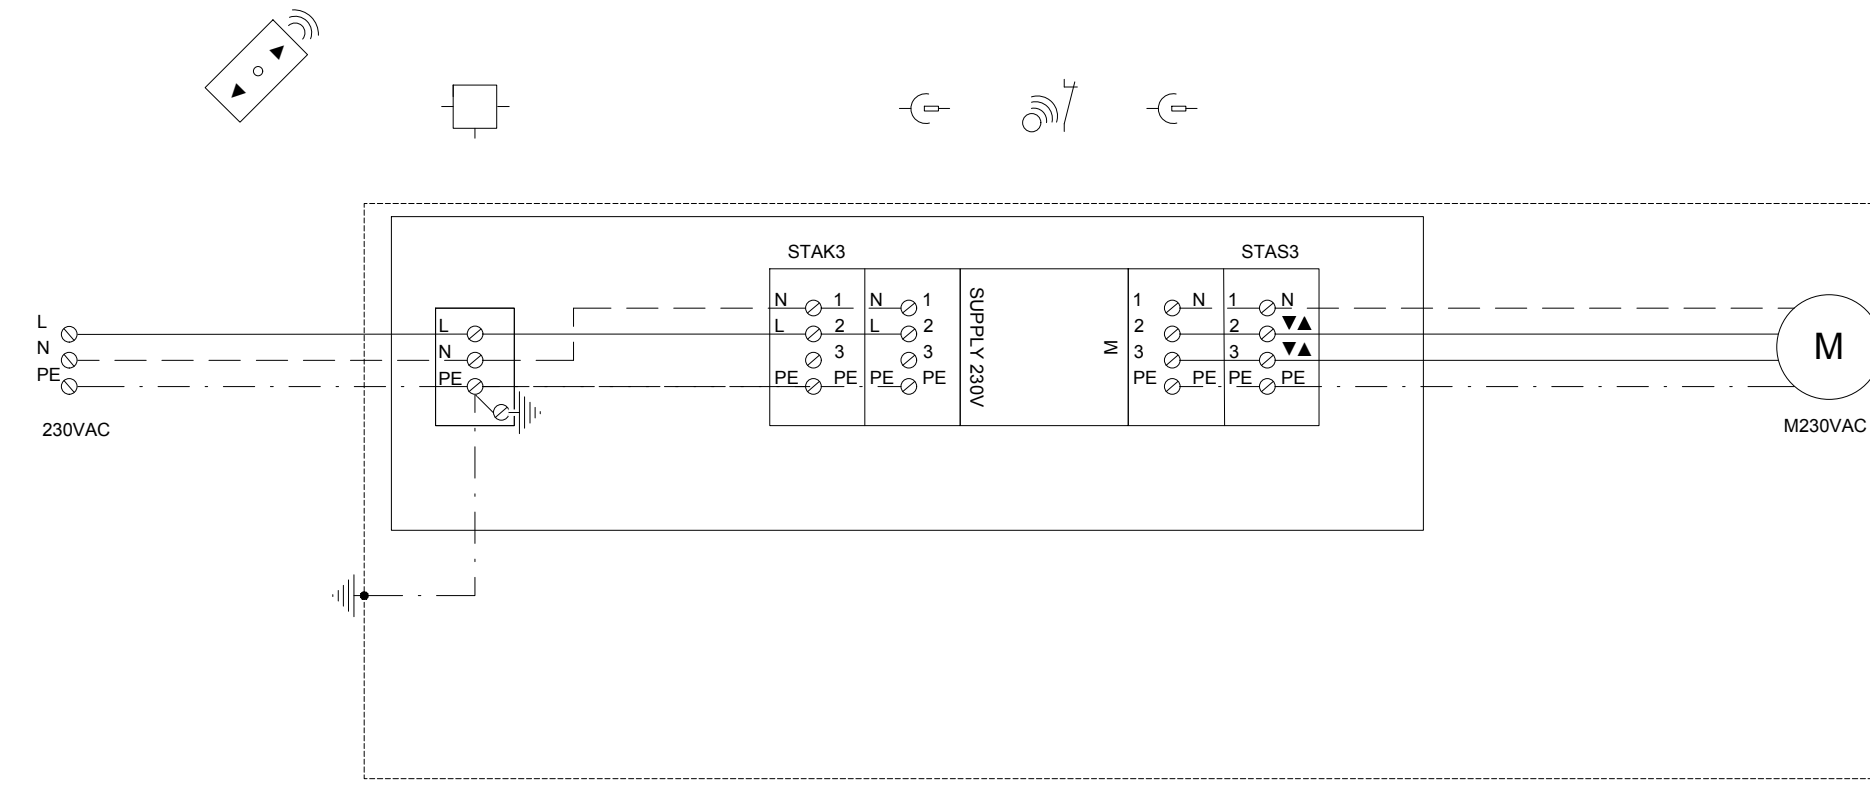 STAK3
STAS3
N 1 N 1 1 N 1 N
L L L 2 L 2 2 2 ▼▲
N N 3 3 3 3 ▼▲
PE PE PE PE PE PE PE PE PE PE
SUPPLY 230V
M
M
230VAC
M230VAC